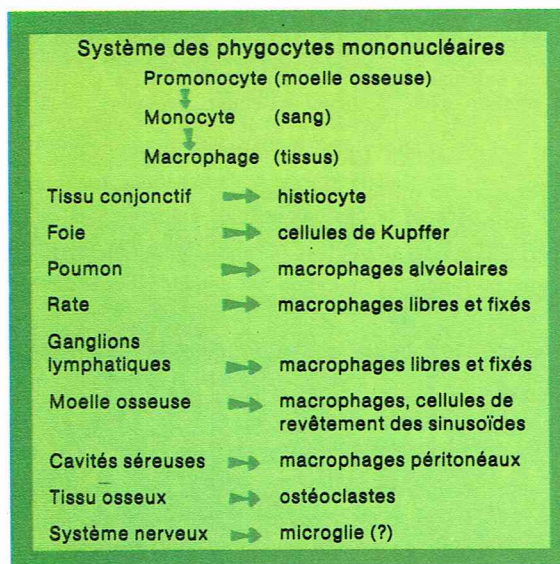 Système des phygocytes mononucléaires
Promonocyte (moelle osseuse)
Monocyte (sang)
Macrophage (tissus)
Tissu conjonctif histiocyte
Foie cellules de Kupffer
Poumon macrophages alvéolaires
Rate macrophages libres et fixés
Ganglions
lymphatiques macrophages libres et fixés
Moelle osseuse macrophages, cellules de
revêtement des sinusoïdes
Cavités séreuses macrophages péritonéaux
Tissu osseux ostéoclastes
Système nerveux microglie (?)